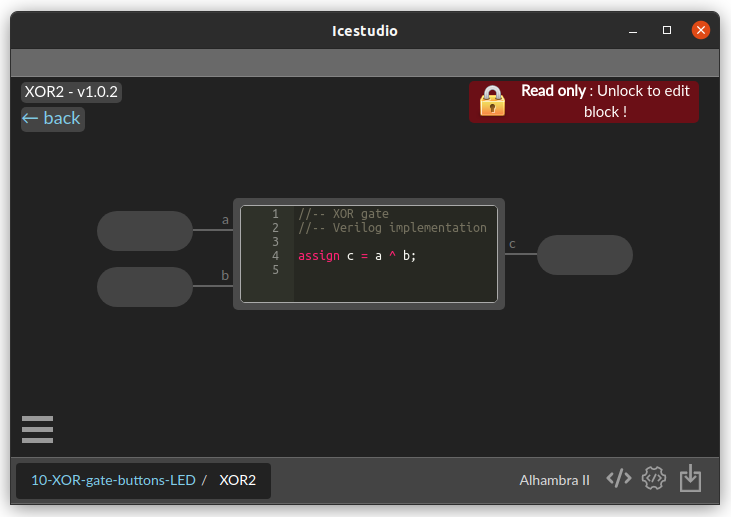 Icestudio
XOR2 - v1.0.2
← back
Read only : Unlock to edit
block !
a
b
c
1 //-- XOR gate
2 //-- Verilog implementation
3
4 assign c = a ^ b;
5
10-XOR-gate-buttons-LED / XOR2
Alhambra II